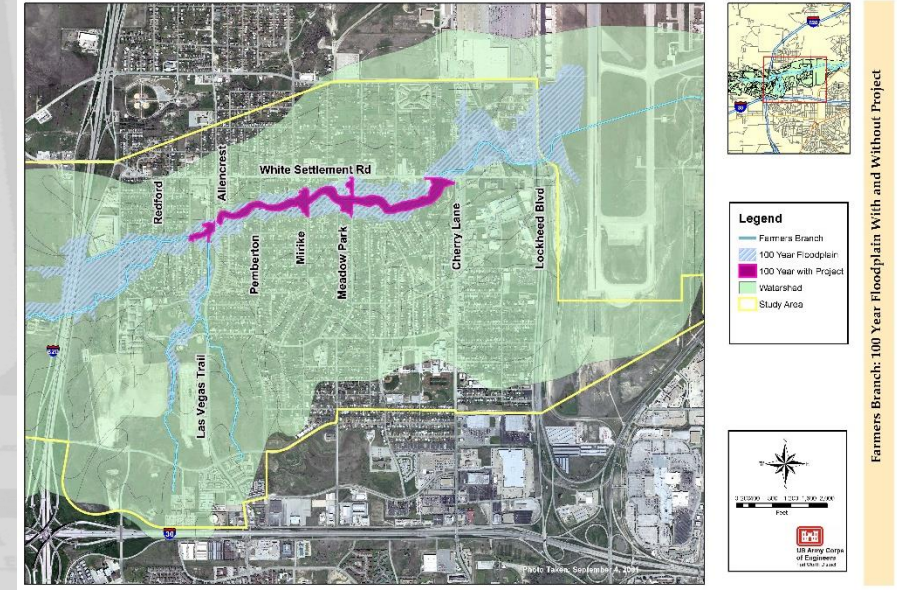 White Settlement Rd
Redford
Allencrest
Pemberton
Mirike
Meadow Park
Cherry Lane
Lockheed Blvd
Las Vegas Trail
820
30
Photo Taken: September 4, 2001
Legend
Farmers Branch
100 Year Floodplain
100 Year with Project
Watershed
Study Area
Feet
US Army Corps
of Engineers
Farmers Branch: 100 Year Floodplain With and Without Project